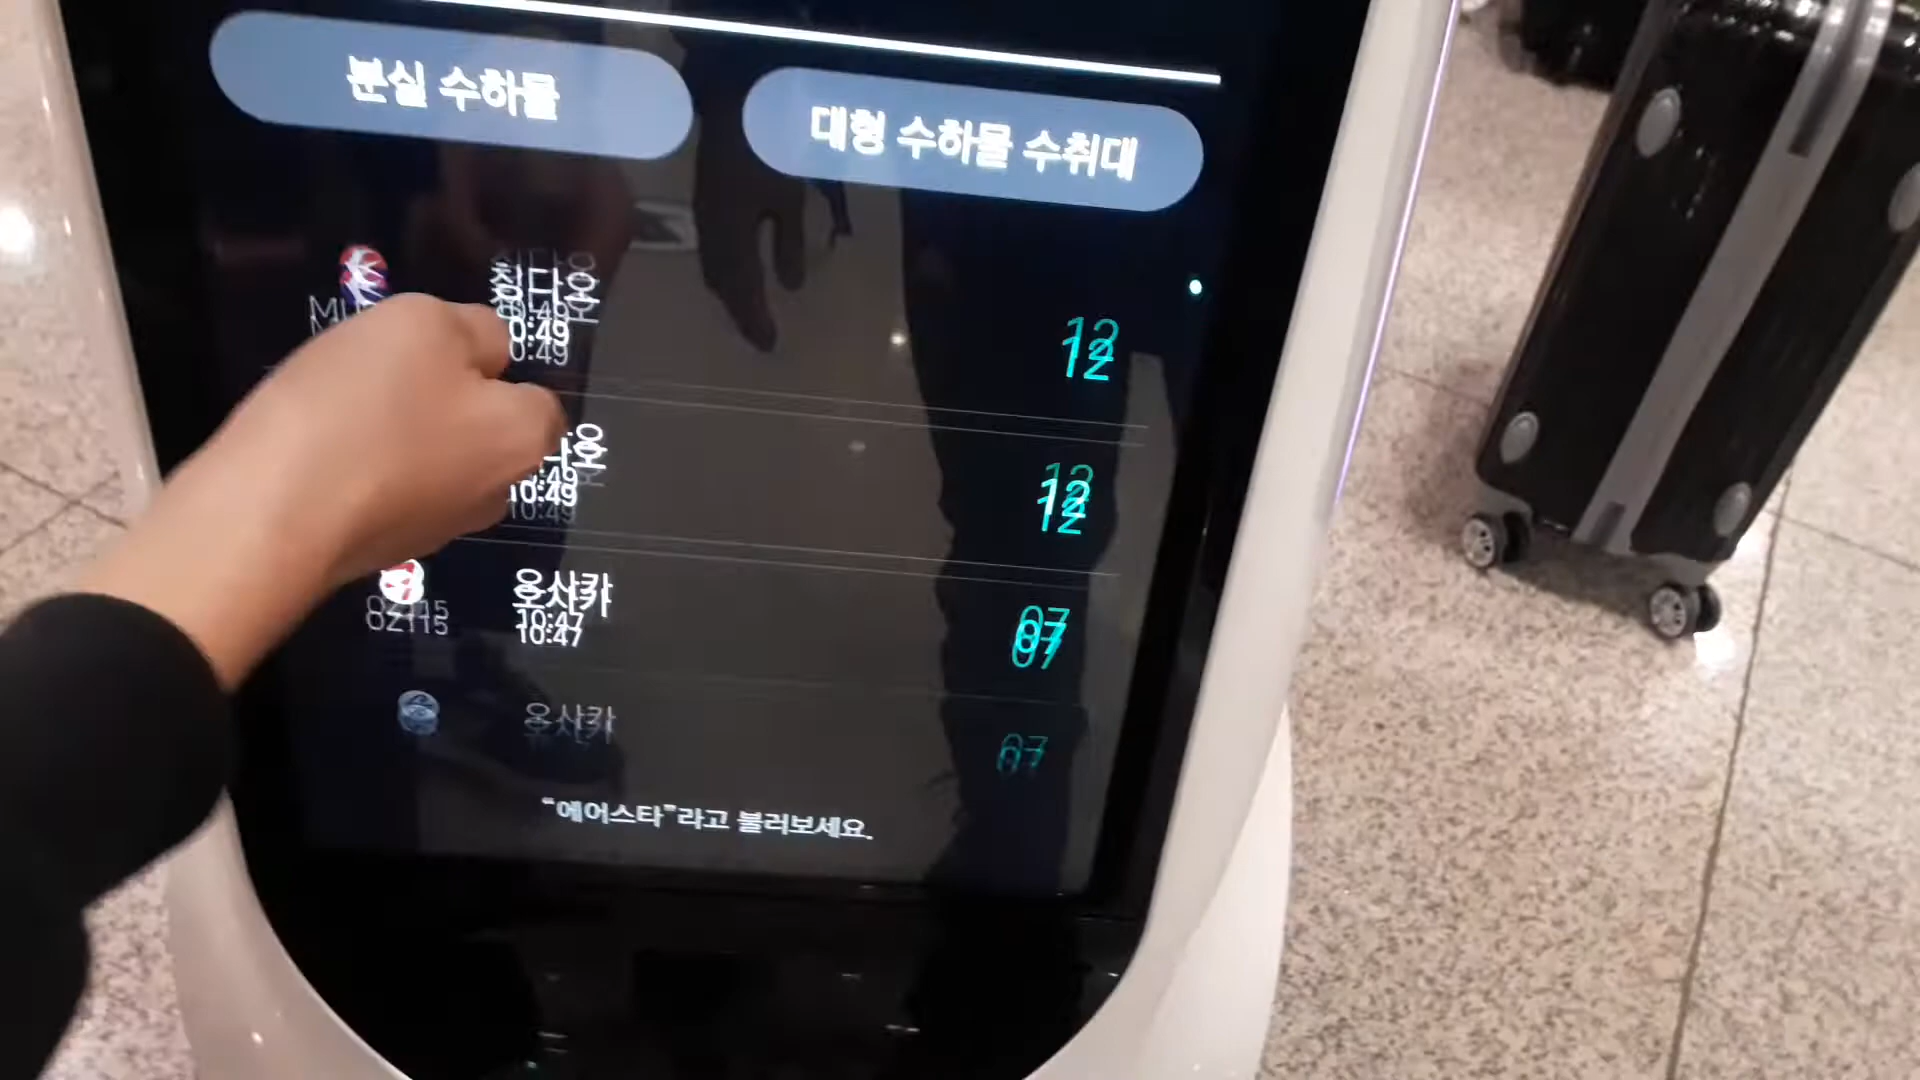 분실 수하물
대형 수하물 수취대
MU
칭다오
10:49
12
10:49
12
OZ115
오사카
10:47
07
오사카
07
“에어스타”라고 불러보세요.